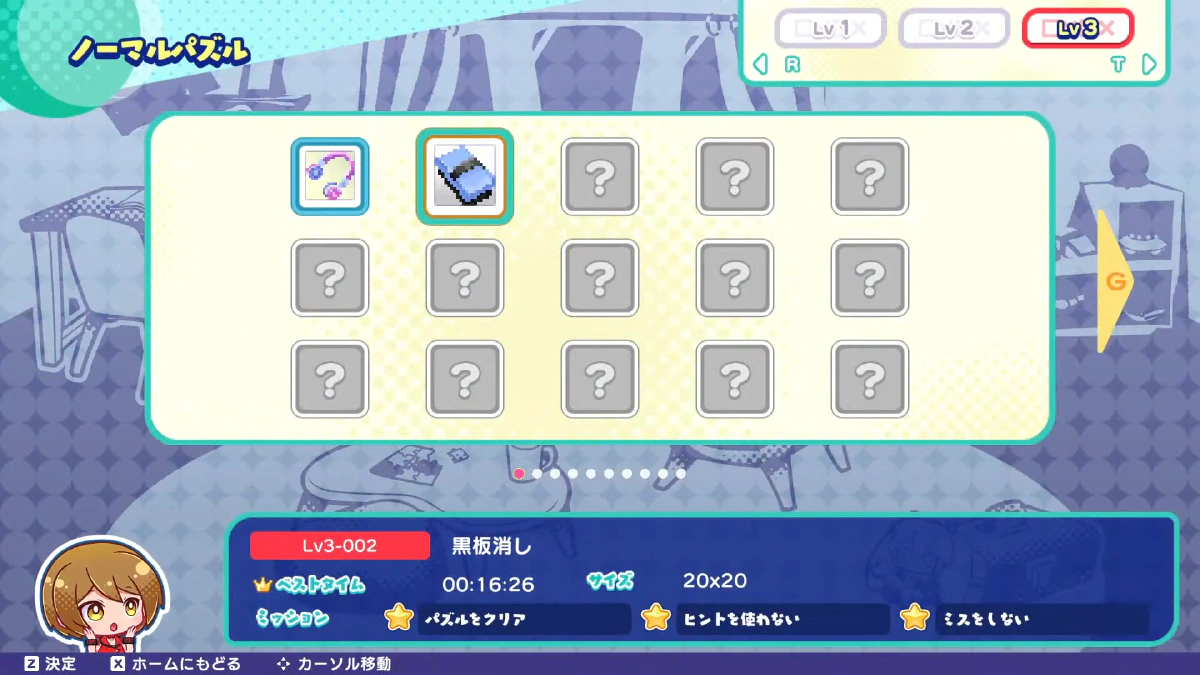 ノーマルパズル
Lv 1
Lv 2
Lv 3
R
T
? ? ?
? ? ? ? ?
? ? ? ? ?
G
Lv3-002
黒板消し
ベストタイム
00:16:26
サイズ
20x20
ミッション
パズルをクリア
ヒントを使わない
ミスをしない
Z 決定
X ホームにもどる
カーソル移動